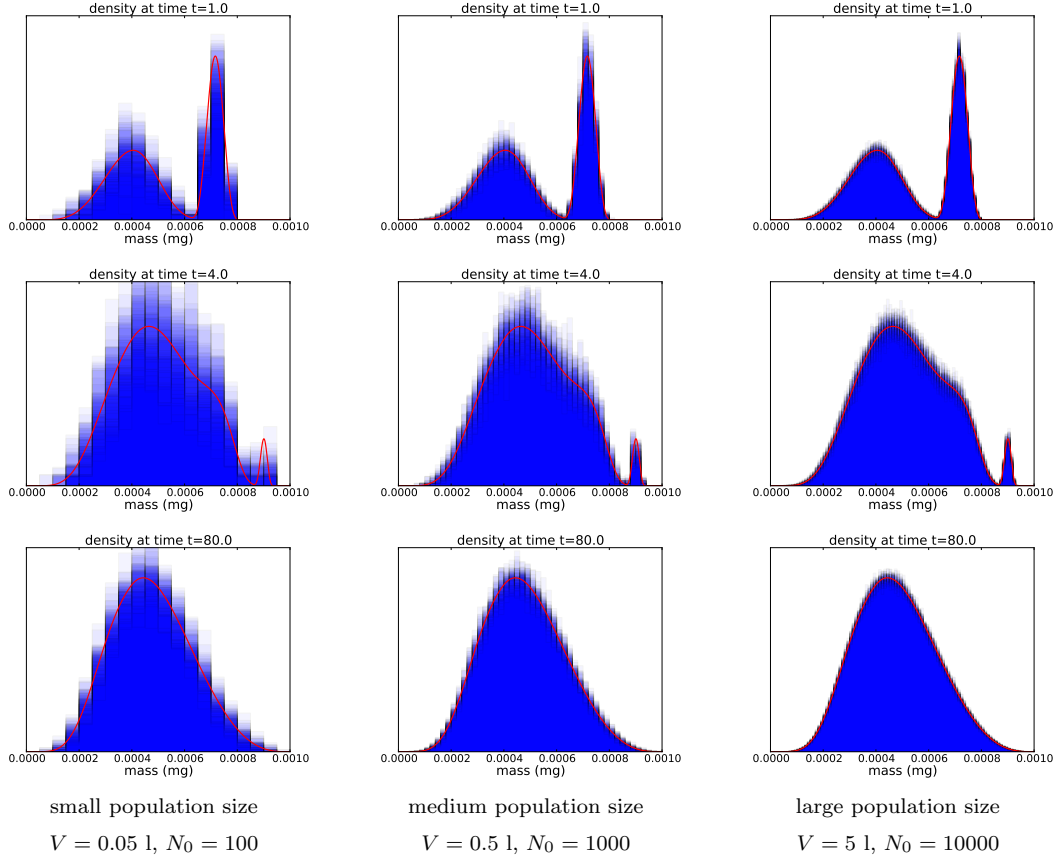 density at time t=1.0 density at time t=1.0 density at time t=1.0
0.0000 0.0002 0.0004 0.0006 0.0008 0.0010 0.0000 0.0002 0.0004 0.0006 0.0008 0.0010 0.0000 0.0002 0.0004 0.0006 0.0008 0.0010
mass (mg) mass (mg) mass (mg)
density at time t=4.0 density at time t=4.0 density at time t=4.0
0.0000 0.0002 0.0004 0.0006 0.0008 0.0010 0.0000 0.0002 0.0004 0.0006 0.0008 0.0010 0.0000 0.0002 0.0004 0.0006 0.0008 0.0010
mass (mg) mass (mg) mass (mg)
density at time t=80.0 density at time t=80.0 density at time t=80.0
0.0000 0.0002 0.0004 0.0006 0.0008 0.0010 0.0000 0.0002 0.0004 0.0006 0.0008 0.0010 0.0000 0.0002 0.0004 0.0006 0.0008 0.0010
mass (mg) mass (mg) mass (mg)
small population size medium population size large population size
V = 0.05 l, N₀ = 100 V = 0.5 l, N₀ = 1000 V = 5 l, N₀ = 10000